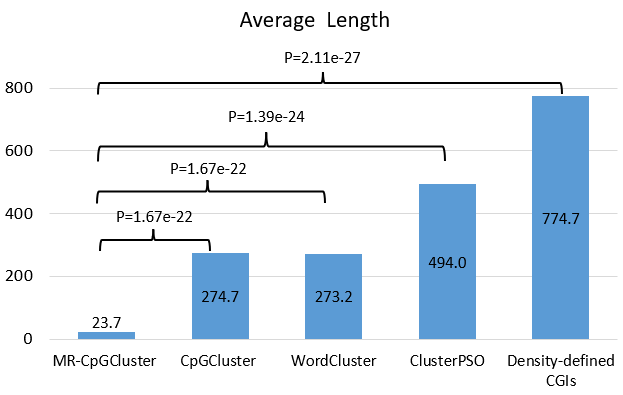 Average Length
P=2.11e-27
800
P=1.39e-24
600
P=1.67e-22
400
P=1.67e-22
774.7
494.0
200
274.7
273.2
23.7
0
MR-CpGCluster CpGCluster WordCluster ClusterPSO Density-defined
CGIs